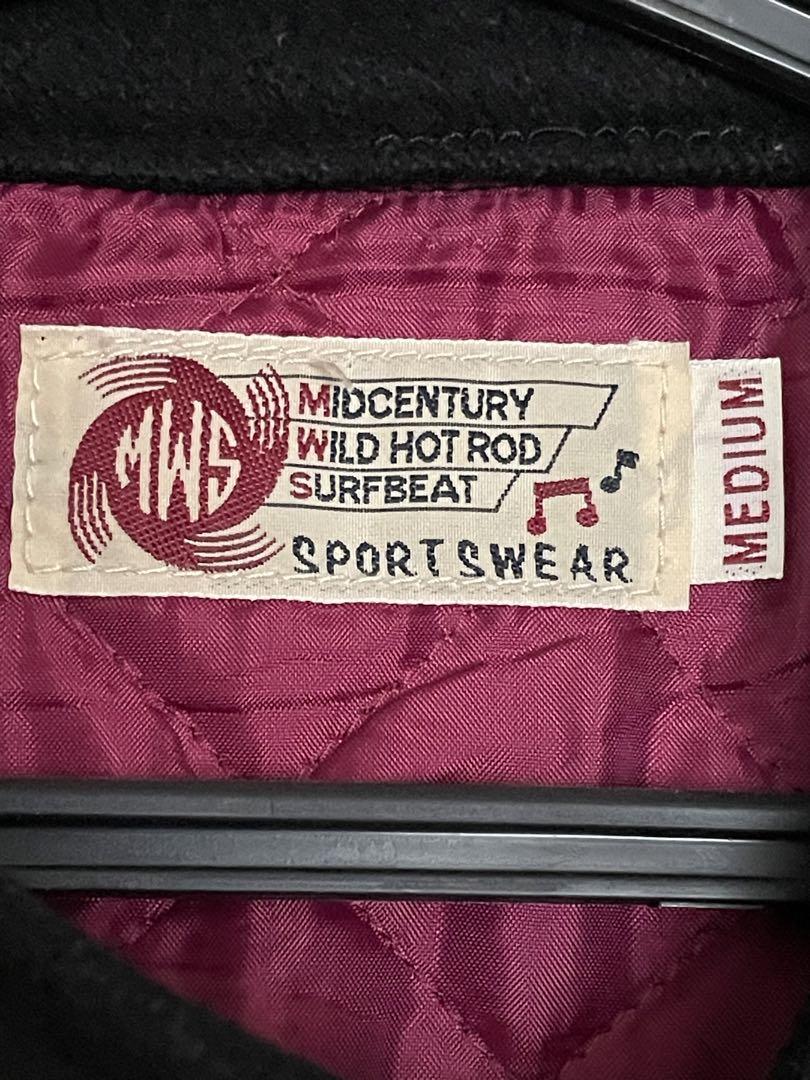 MWS
MIDCENTURY
WILD HOT ROD
SURFBEAT
SPORTSWEAR
MEDIUM